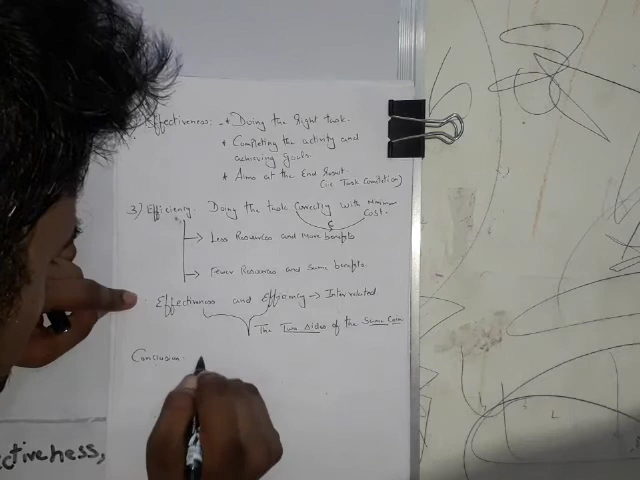 Effectiveness: - * Doing the right task.
* Completing the activity and
achieving goals.
* Aims at the End Result.
(i.e Task Completion)
3) Efficiency: Doing the task Correctly with
Cost.
→ Less Resources and more benefits
→ Fewer Resources and Same benefits
Effectiveness and Efficiency → Interrelated
The Two sides of the Same Coin
Conclusion:
ectiveness,